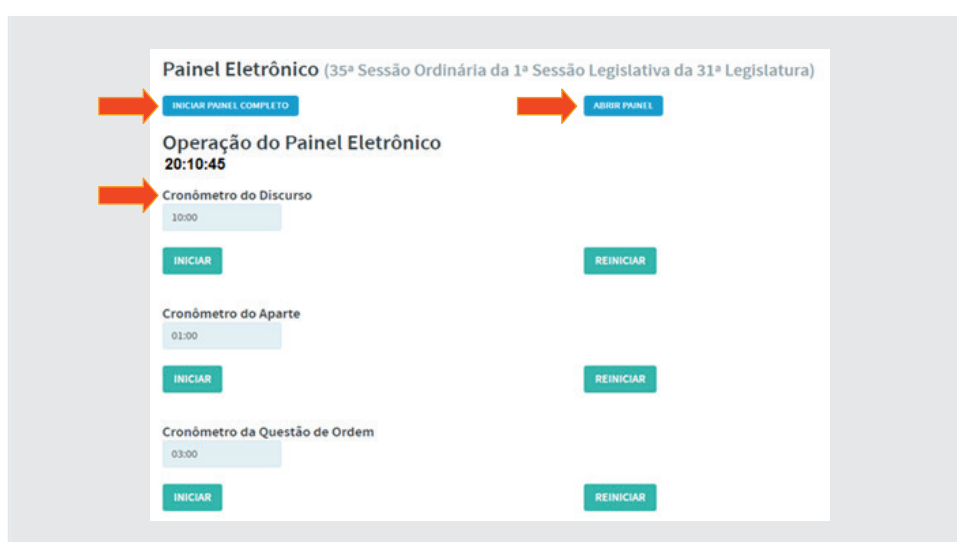 Painel Eletrônico (35ª Sessão Ordinária da 1ª Sessão Legislativa da 31ª Legislatura)
INICIAR PAINEL COMPLETO ABRIR PAINEL
Operação do Painel Eletrônico
20:10:45
Cronômetro do Discurso
10:00
INICIAR REINICIAR
Cronômetro do Aparte
01:00
INICIAR REINICIAR
Cronômetro da Questão de Ordem
03:00
INICIAR REINICIAR